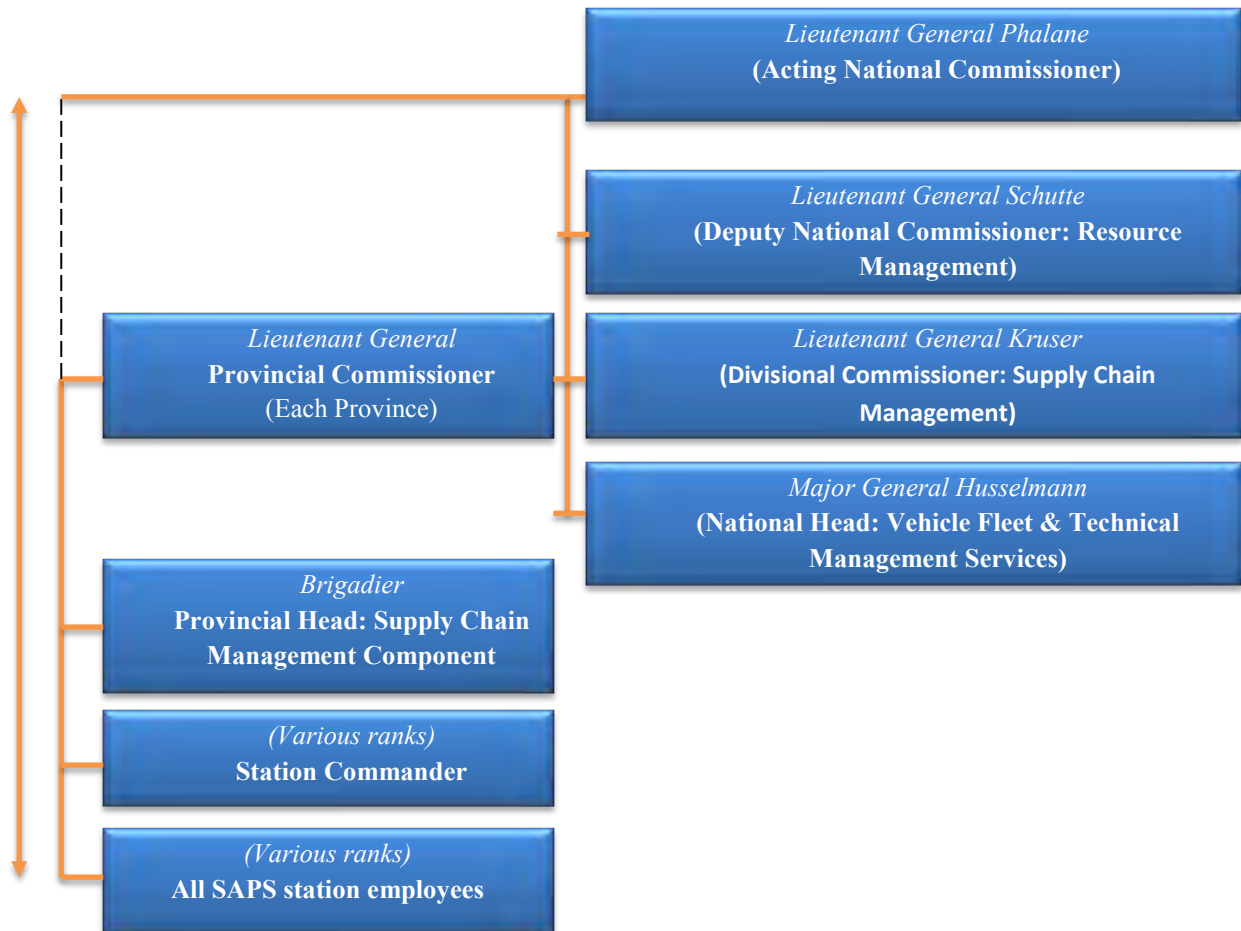 Lieutenant General Phalane
(Acting National Commissioner)
Lieutenant General Schutte
(Deputy National Commissioner: Resource
Management)
Lieutenant General
Provincial Commissioner
(Each Province)
Lieutenant General Kruser
(Divisional Commissioner: Supply Chain
Management)
Major General Husselmann
(National Head: Vehicle Fleet & Technical
Management Services)
Brigadier
Provincial Head: Supply Chain
Management Component
(Various ranks)
Station Commander
(Various ranks)
All SAPS station employees